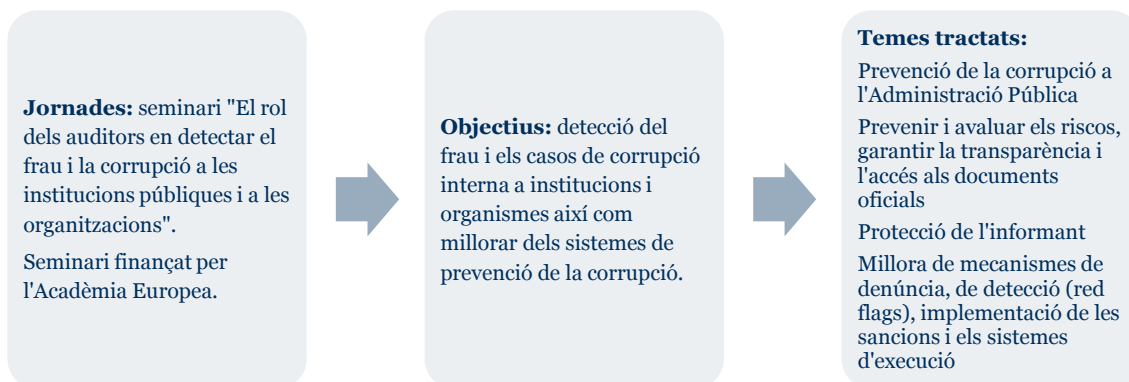 Jornades: seminari "El rol
dels auditors en detectar el
frau i la corrupció a les
institucions públiques i a les
organitzacions".
Seminari finançat per
l'Acadèmia Europea.
Objectius: detecció del
frau i els casos de corrupció
interna a institucions i
organismes així com
millorar dels sistemes de
prevenció de la corrupció.
Temes tractats:
Prevenció de la corrupció a
l'Administració Pública
Prevenir i avaluar els riscos,
garantir la transparència i
l'accés als documents
oficials
Protecció de l'informant
Millora de mecanismes de
denúncia, de detecció (red
flags), implementació de les
sancions i els sistemes
d'execució